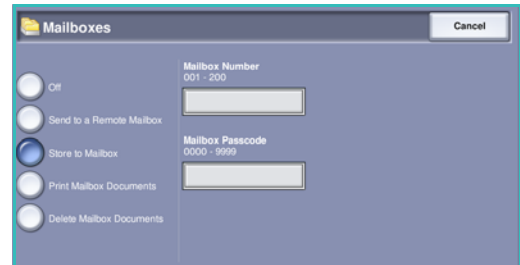 Mailboxes
Cancel
Off
Send to a Remote Mailbox
Store to Mailbox
Print Mailbox Documents
Delete Mailbox Documents
Mailbox Number
001 - 200
Mailbox Passcode
0000 - 9999